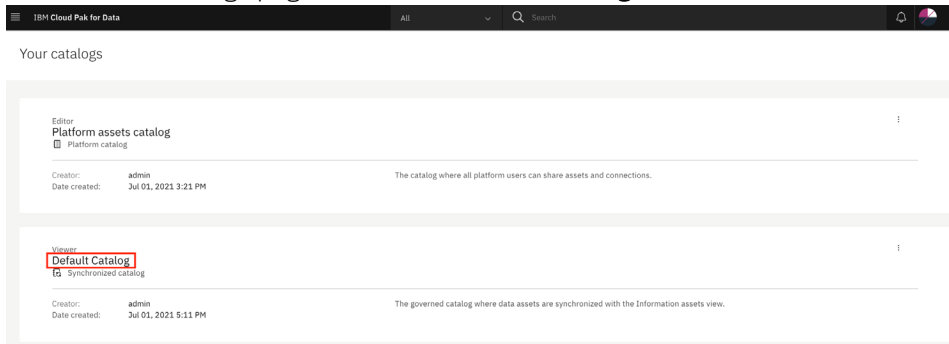 IBM Cloud Pak for Data
All
Search
Your catalogs
Editor
Platform assets catalog
Platform catalog
Creator: admin
The catalog where all platform users can share assets and connections.
Date created: Jul 01, 2021 3:21 PM
Viewer
Default Catalog
Synchronized catalog
Creator: admin
The governed catalog where data assets are synchronized with the Information assets view.
Date created: Jul 01, 2021 5:11 PM